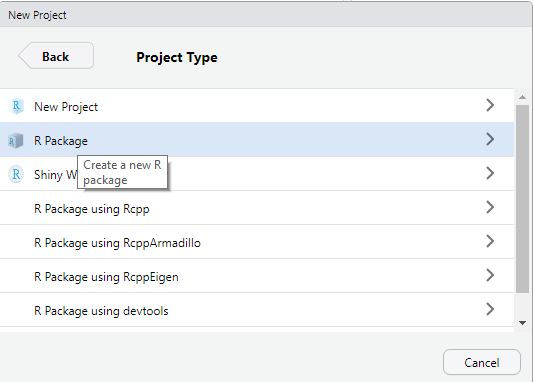 New Project
Back
Project Type
New Project
R Package
Create a new R
package
Shiny W
R Package using Rcpp
R Package using RcppArmadillo
R Package using RcppEigen
R Package using devtools
Cancel